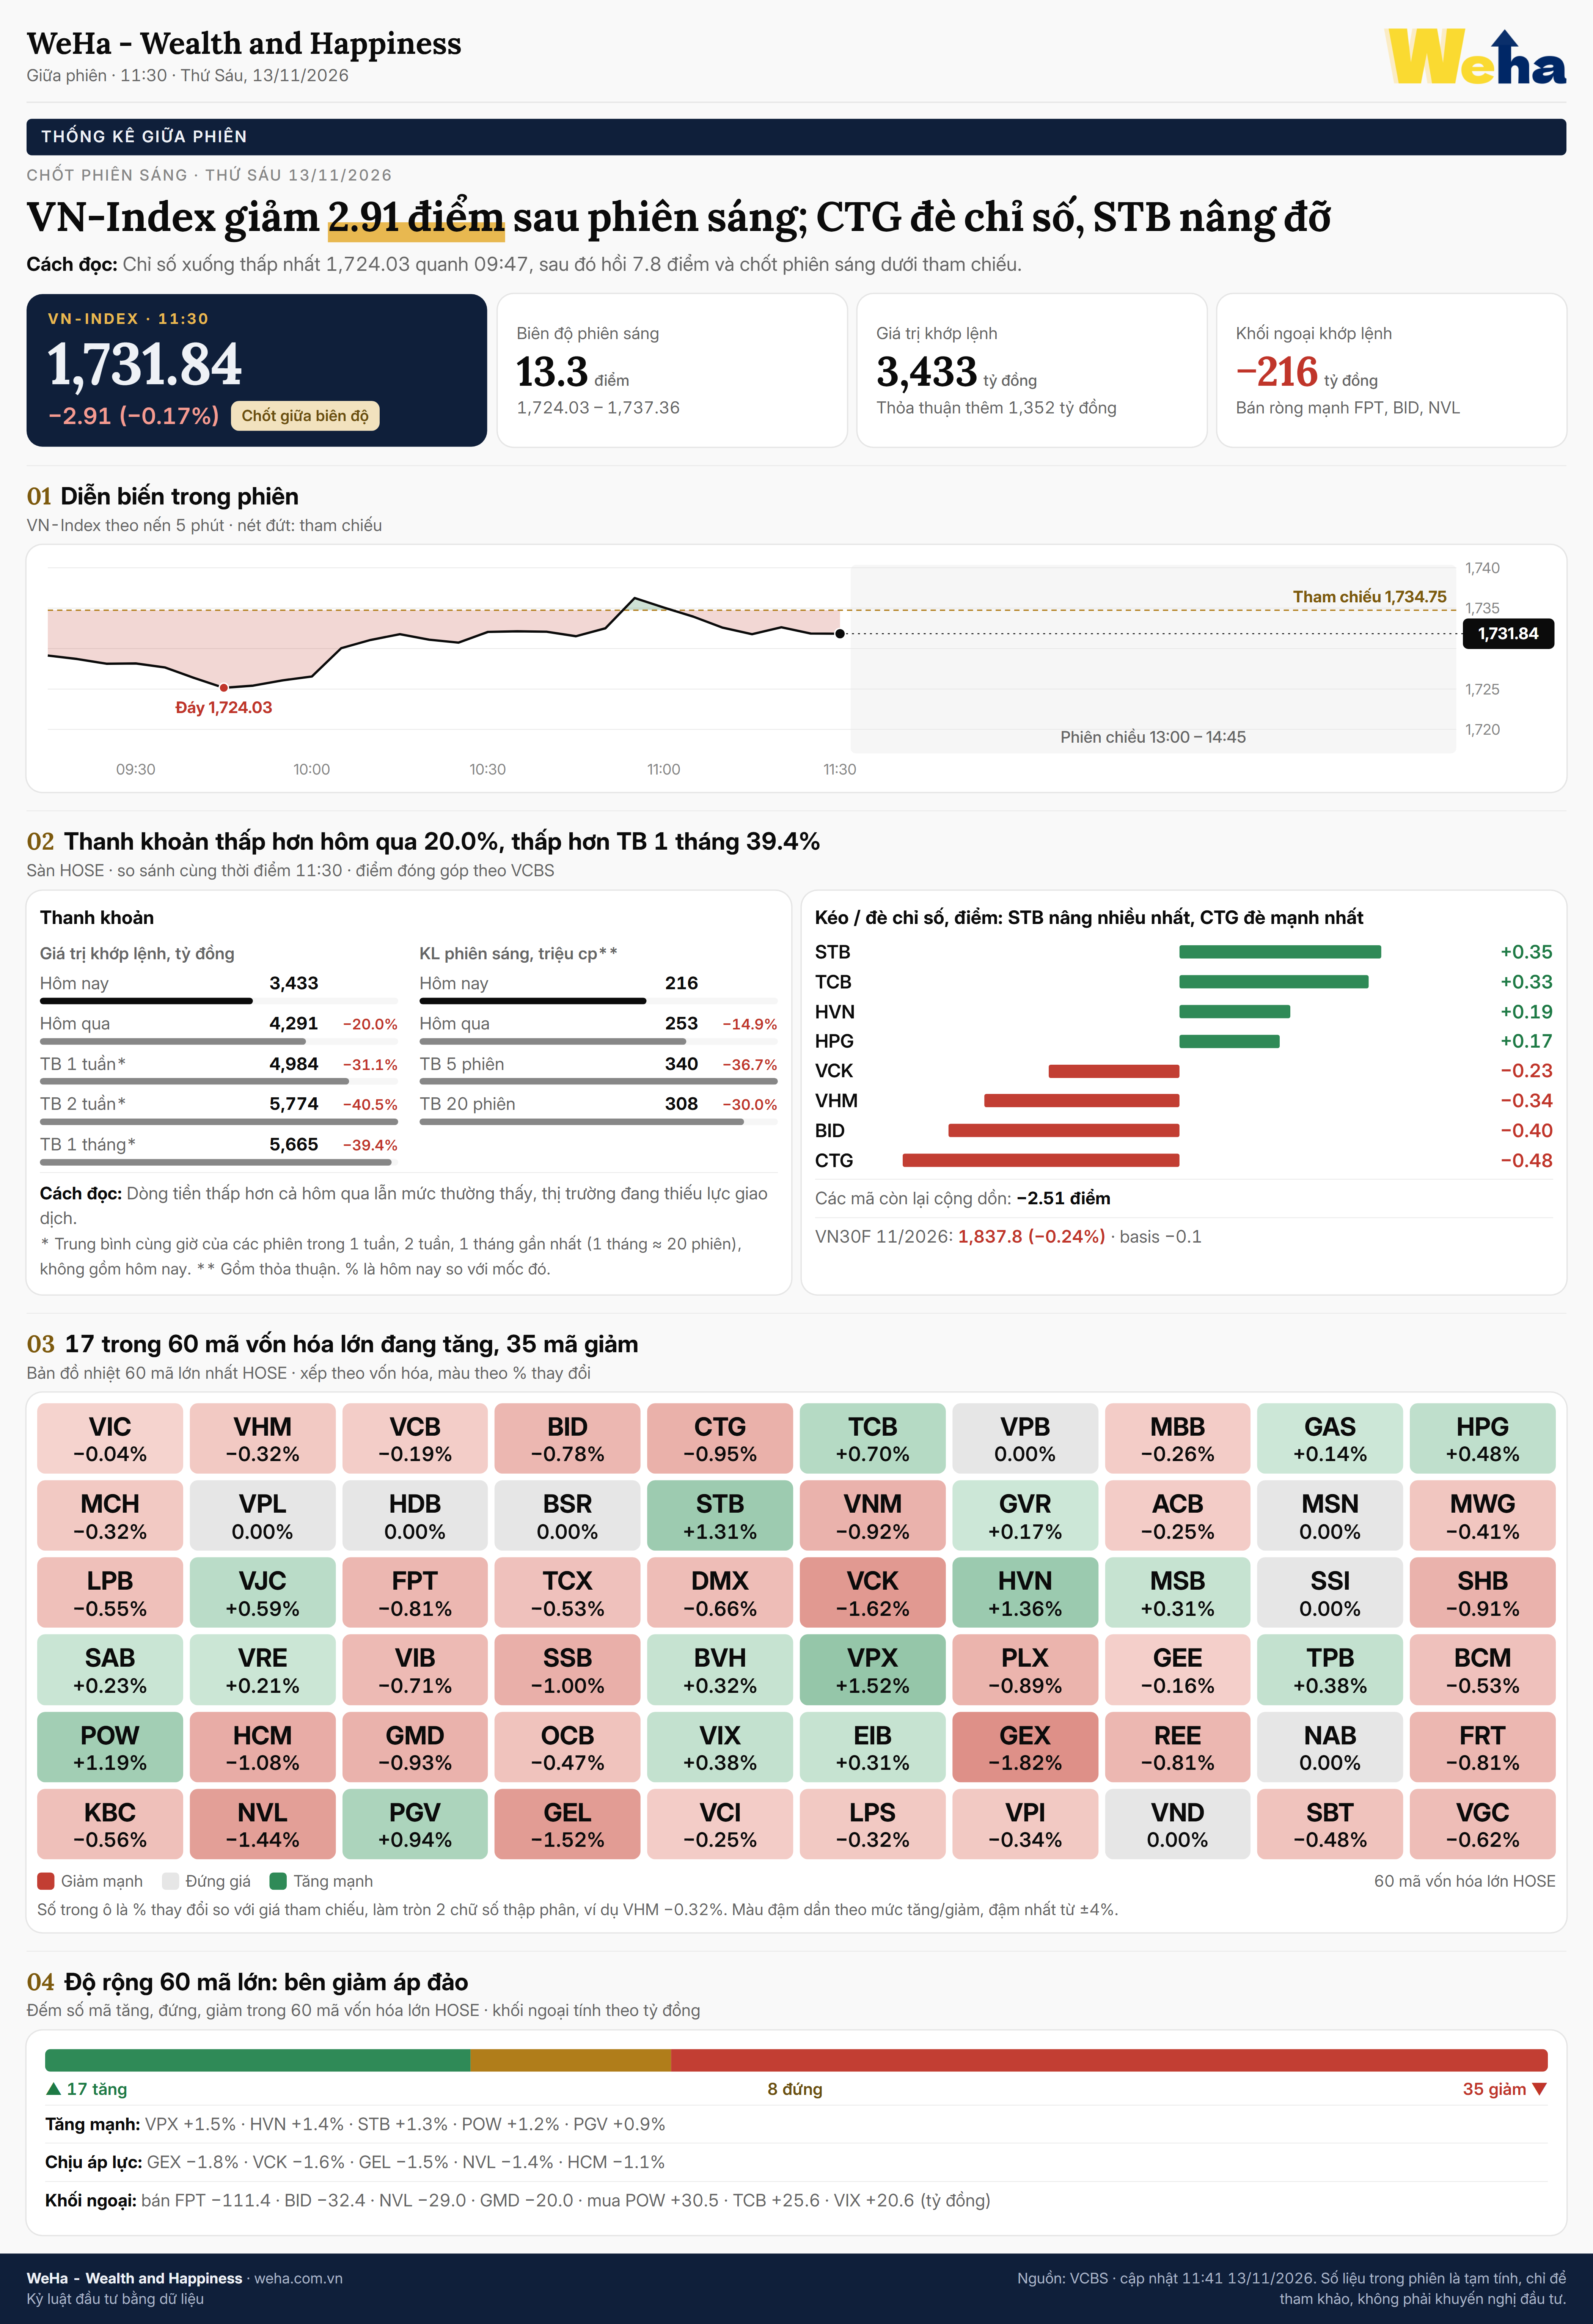 WeHa - Wealth and Happiness
Giữa phiên · 11:30 · Thứ Sáu, 13/11/2026
Weha
THỐNG KÊ GIỮA PHIÊN
CHỐT PHIÊN SÁNG · THỨ SÁU 13/11/2026
VN-Index giảm 2.91 điểm sau phiên sáng; CTG đè chỉ số, STB nâng đỡ
Cách đọc: Chỉ số xuống thấp nhất 1,724.03 quanh 09:47, sau đó hồi 7.8 điểm và chốt phiên sáng dưới tham chiếu.
VN-INDEX · 11:30
1,731.84
−2.91 (−0.17%) Chốt giữa biên độ
Biên độ phiên sáng
13.3 điểm
1,724.03 – 1,737.36
Giá trị khớp lệnh
3,433 tỷ đồng
Thỏa thuận thêm 1,352 tỷ đồng
Khối ngoại khớp lệnh
−216 tỷ đồng
Bán ròng mạnh FPT, BID, NVL
01 Diễn biến trong phiên
VN-Index theo nến 5 phút · nét đứt: tham chiếu
1,740
Tham chiếu 1,734.75
1,735
1,731.84
1,725
Đáy 1,724.03
1,720
Phiên chiều 13:00 – 14:45
09:30 10:00 10:30 11:00 11:30
02 Thanh khoản thấp hơn hôm qua 20.0%, thấp hơn TB 1 tháng 39.4%
Sàn HOSE · so sánh cùng thời điểm 11:30 · điểm đóng góp theo VCBS
Thanh khoản
Giá trị khớp lệnh, tỷ đồng
Hôm nay 3,433
Hôm qua 4,291 −20.0%
TB 1 tuần* 4,984 −31.1%
TB 2 tuần* 5,774 −40.5%
TB 1 tháng* 5,665 −39.4%
KL phiên sáng, triệu cp**
Hôm nay 216
Hôm qua 253 −14.9%
TB 5 phiên 340 −36.7%
TB 20 phiên 308 −30.0%
Cách đọc: Dòng tiền thấp hơn cả hôm qua lẫn mức thường thấy, thị trường đang thiếu lực giao
dịch.
* Trung bình cùng giờ của các phiên trong 1 tuần, 2 tuần, 1 tháng gần nhất (1 tháng ≈ 20 phiên),
không gồm hôm nay. ** Gồm thỏa thuận. % là hôm nay so với mốc đó.
Kéo / đè chỉ số, điểm: STB nâng nhiều nhất, CTG đè mạnh nhất
STB +0.35
TCB +0.33
HVN +0.19
HPG +0.17
VCK −0.23
VHM −0.34
BID −0.40
CTG −0.48
Các mã còn lại cộng dồn: −2.51 điểm
VN30F 11/2026: 1,837.8 (−0.24%) · basis −0.1
03 17 trong 60 mã vốn hóa lớn đang tăng, 35 mã giảm
Bản đồ nhiệt 60 mã lớn nhất HOSE · xếp theo vốn hóa, màu theo % thay đổi
VIC VHM VCB BID CTG TCB VPB MBB GAS HPG
−0.04% −0.32% −0.19% −0.78% −0.95% +0.70% 0.00% −0.26% +0.14% +0.48%
MCH VPL HDB BSR STB VNM GVR ACB MSN MWG
−0.32% 0.00% 0.00% 0.00% +1.31% −0.92% +0.17% −0.25% 0.00% −0.41%
LPB VJC FPT TCX DMX VCK HVN MSB SSI SHB
−0.55% +0.59% −0.81% −0.53% −0.66% −1.62% +1.36% +0.31% 0.00% −0.91%
SAB VRE VIB SSB BVH VPX PLX GEE TPB BCM
+0.23% +0.21% −0.71% −1.00% +0.32% +1.52% −0.89% −0.16% +0.38% −0.53%
POW HCM GMD OCB VIX EIB GEX REE NAB FRT
+1.19% −1.08% −0.93% −0.47% +0.38% +0.31% −1.82% −0.81% 0.00% −0.81%
KBC NVL PGV GEL VCI LPS VPI VND SBT VGC
−0.56% −1.44% +0.94% −1.52% −0.25% −0.32% −0.34% 0.00% −0.48% −0.62%
Giảm mạnh Đứng giá Tăng mạnh 60 mã vốn hóa lớn HOSE
Số trong ô là % thay đổi so với giá tham chiếu, làm tròn 2 chữ số thập phân, ví dụ VHM −0.32%. Màu đậm dần theo mức tăng/giảm, đậm nhất từ ±4%.
04 Độ rộng 60 mã lớn: bên giảm áp đảo
Đếm số mã tăng, đứng, giảm trong 60 mã vốn hóa lớn HOSE · khối ngoại tính theo tỷ đồng
▲ 17 tăng 8 đứng 35 giảm ▼
Tăng mạnh: VPX +1.5% · HVN +1.4% · STB +1.3% · POW +1.2% · PGV +0.9%
Chịu áp lực: GEX −1.8% · VCK −1.6% · GEL −1.5% · NVL −1.4% · HCM −1.1%
Khối ngoại: bán FPT −111.4 · BID −32.4 · NVL −29.0 · GMD −20.0 · mua POW +30.5 · TCB +25.6 · VIX +20.6 (tỷ đồng)
WeHa - Wealth and Happiness · weha.com.vn
Kỷ luật đầu tư bằng dữ liệu
Nguồn: VCBS · cập nhật 11:41 13/11/2026. Số liệu trong phiên là tạm tính, chỉ để
tham khảo, không phải khuyến nghị đầu tư.